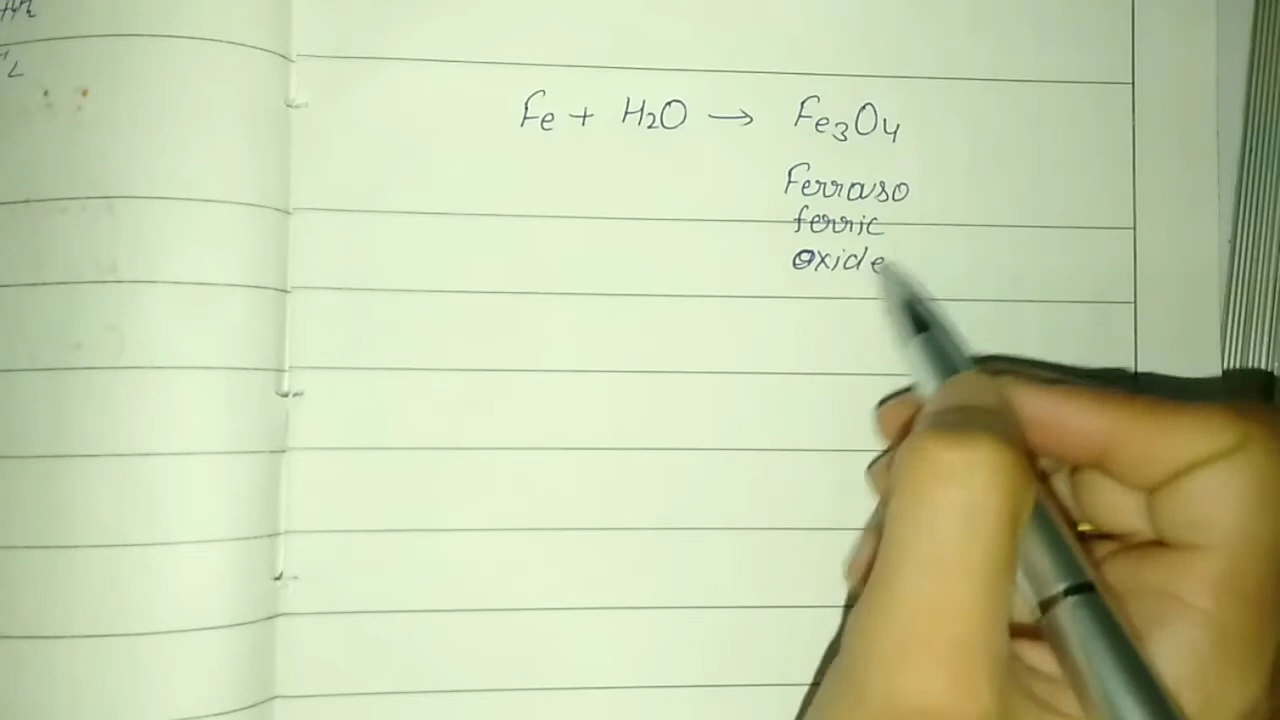 Fe + H2O → Fe3O4
Ferraso
ferric
oxide